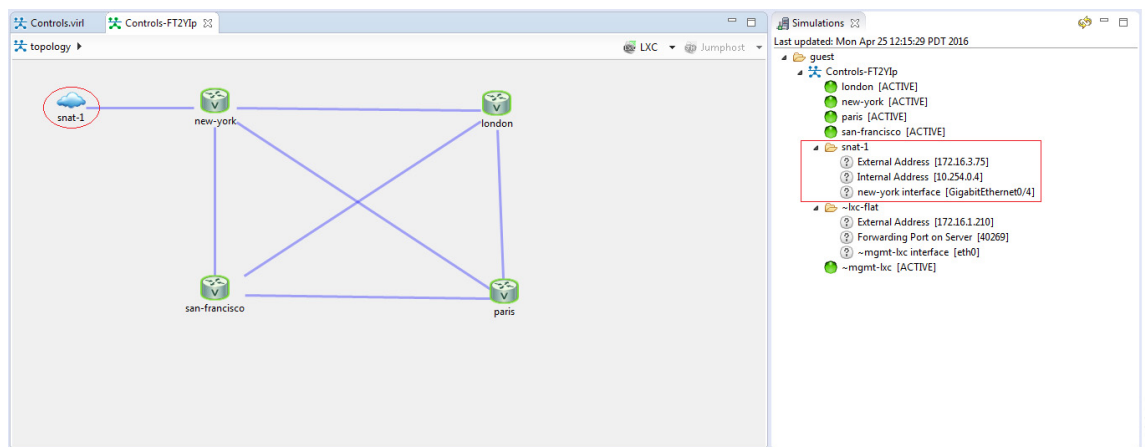 Controls.virl
Controls-FT2YIp
topology
LXC
Jumphost
snat-1
new-york
V
london
V
san-francisco
V
paris
V
Simulations
Last updated: Mon Apr 25 12:15:29 PDT 2016
guest
Controls-FT2YIp
london [ACTIVE]
new-york [ACTIVE]
paris [ACTIVE]
san-francisco [ACTIVE]
snat-1
? External Address [172.16.3.75]
? Internal Address [10.254.0.4]
? new-york interface [GigabitEthernet0/4]
~lxc-flat
? External Address [172.16.1.210]
? Forwarding Port on Server [40269]
? ~mgmt-lxc interface [eth0]
~mgmt-lxc [ACTIVE]